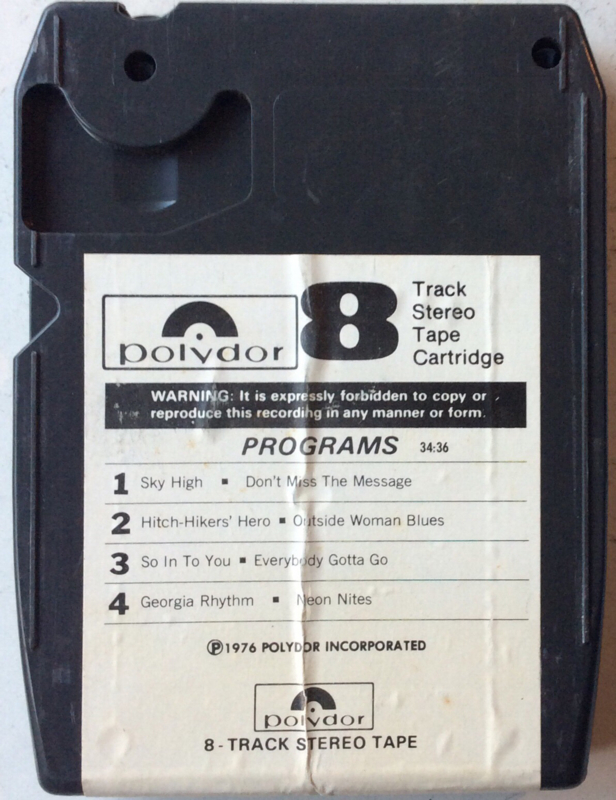 polydor
8 Track
Stereo
Tape
Cartridge
WARNING: It is expressly forbidden to copy or
reproduce this recording in any manner or form.
PROGRAMS 34:36
1 Sky High ▪ Don't Miss The Message
2 Hitch-Hikers' Hero ▪ Outside Woman Blues
3 So In To You ▪ Everybody Gotta Go
4 Georgia Rhythm ▪ Neon Nites
Ⓟ1976 POLYDOR INCORPORATED
polydor
8-TRACK STEREO TAPE